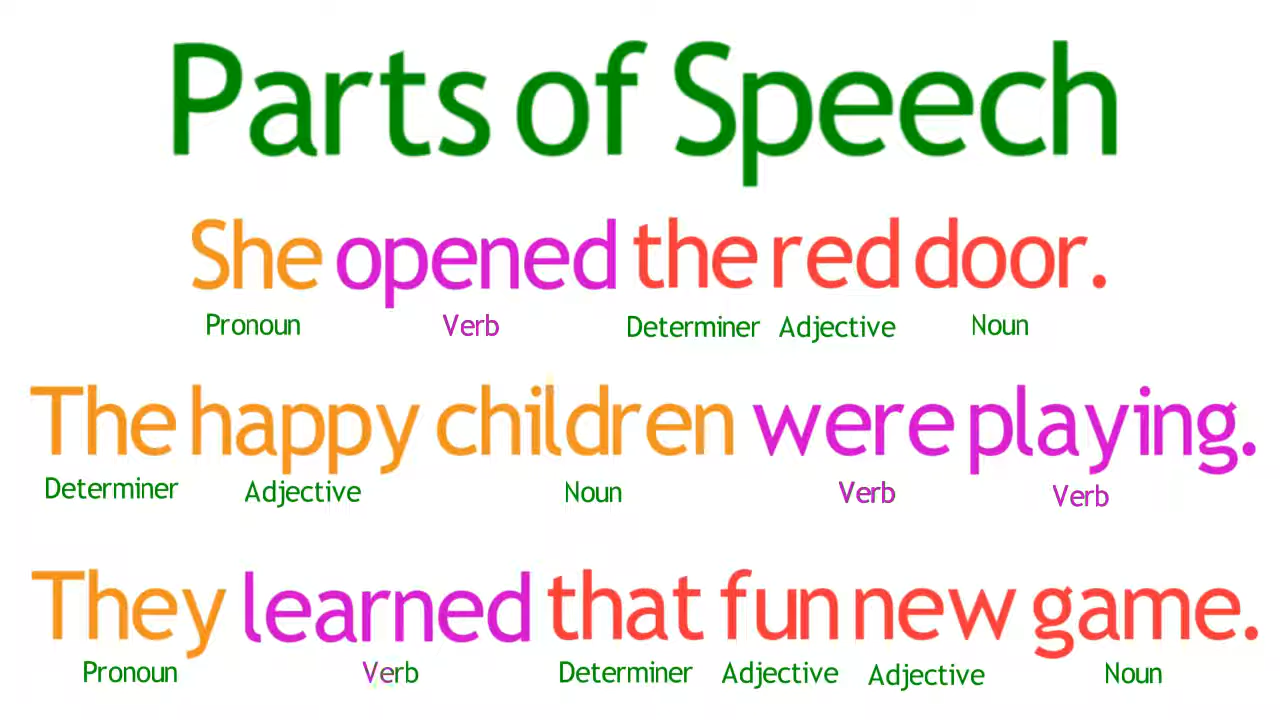 Parts of Speech
She opened the red door.
Pronoun Verb Determiner Adjective Noun
The happy children were playing.
Determiner Adjective Noun Verb Verb
They learned that fun new game.
Pronoun Verb Determiner Adjective Adjective Noun